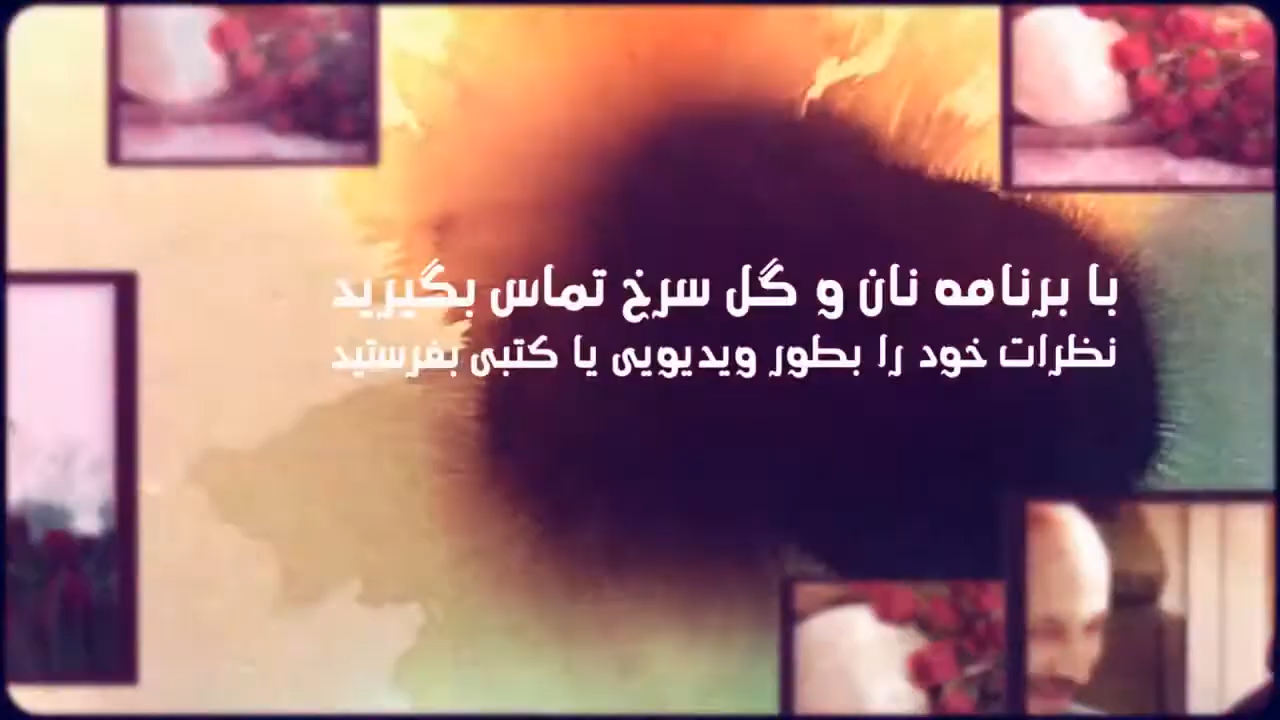 با برنامه نان و گل سرخ تماس بگیرید
نظرات خود را بطور ویدیویی یا کتبی بفرستید